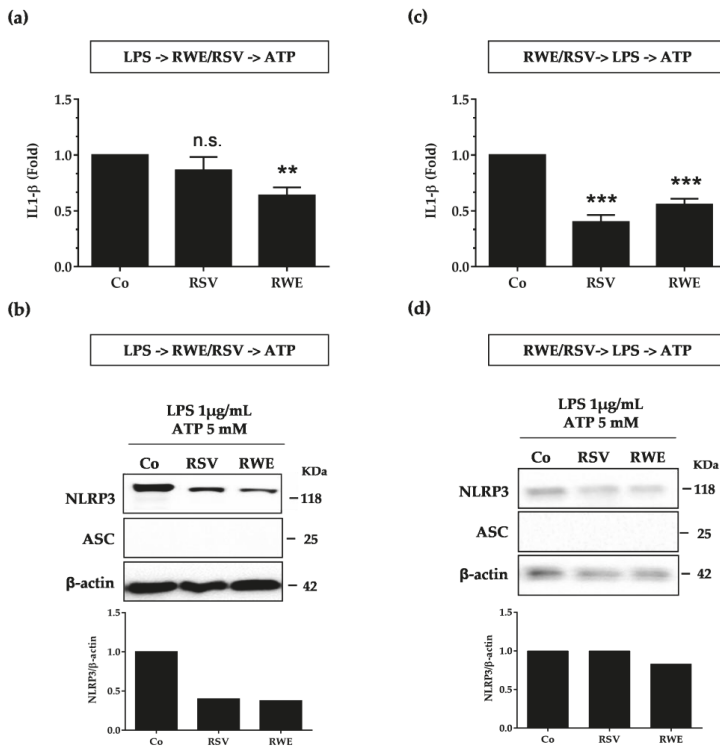 (a)
LPS -> RWE/RSV -> ATP
1.5
1.0
0.5
0.0
IL1-β (Fold)
n.s.
**
Co RSV RWE
(c)
RWE/RSV-> LPS -> ATP
1.5
1.0
0.5
0.0
IL1-β (Fold)
***
***
Co RSV RWE
(b)
LPS -> RWE/RSV -> ATP
LPS 1µg/mL
ATP 5 mM
Co RSV RWE
KDa
NLRP3
118
ASC
25
β-actin
42
1.5
1.0
0.5
0.0
NLRP3/β-actin
Co RSV RWE
(d)
RWE/RSV-> LPS -> ATP
LPS 1µg/mL
ATP 5 mM
Co RSV RWE
KDa
NLRP3
118
ASC
25
β-actin
42
1.5
1.0
0.5
0.0
NLRP3/β-actin
Co RSV RWE